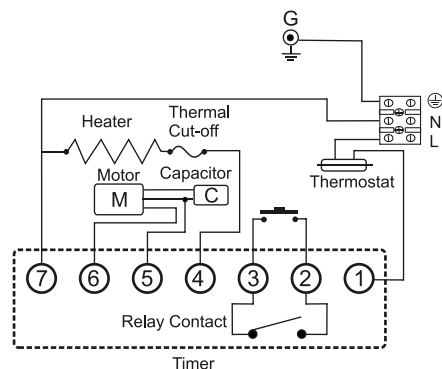 G
N
L
Heater
Thermal
Cut-off
Thermostat
Motor
M
Capacitor
C
7
6
5
4
3
2
1
Relay Contact
Timer